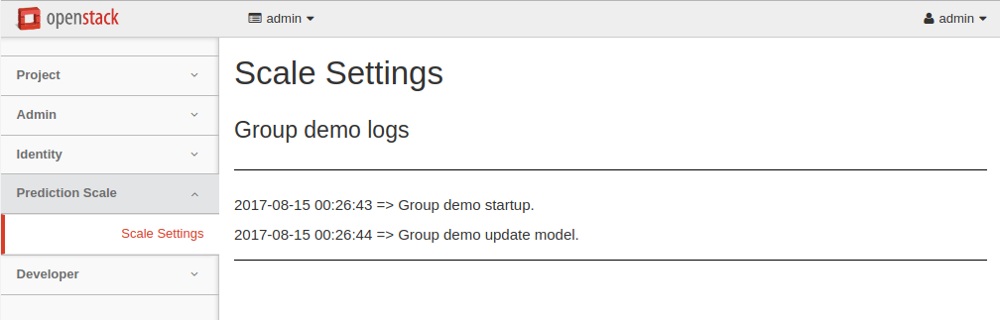 openstack
admin
admin
Project
Admin
Identity
Prediction Scale
Scale Settings
Developer
Scale Settings
Group demo logs
2017-08-15 00:26:43 => Group demo startup.
2017-08-15 00:26:44 => Group demo update model.